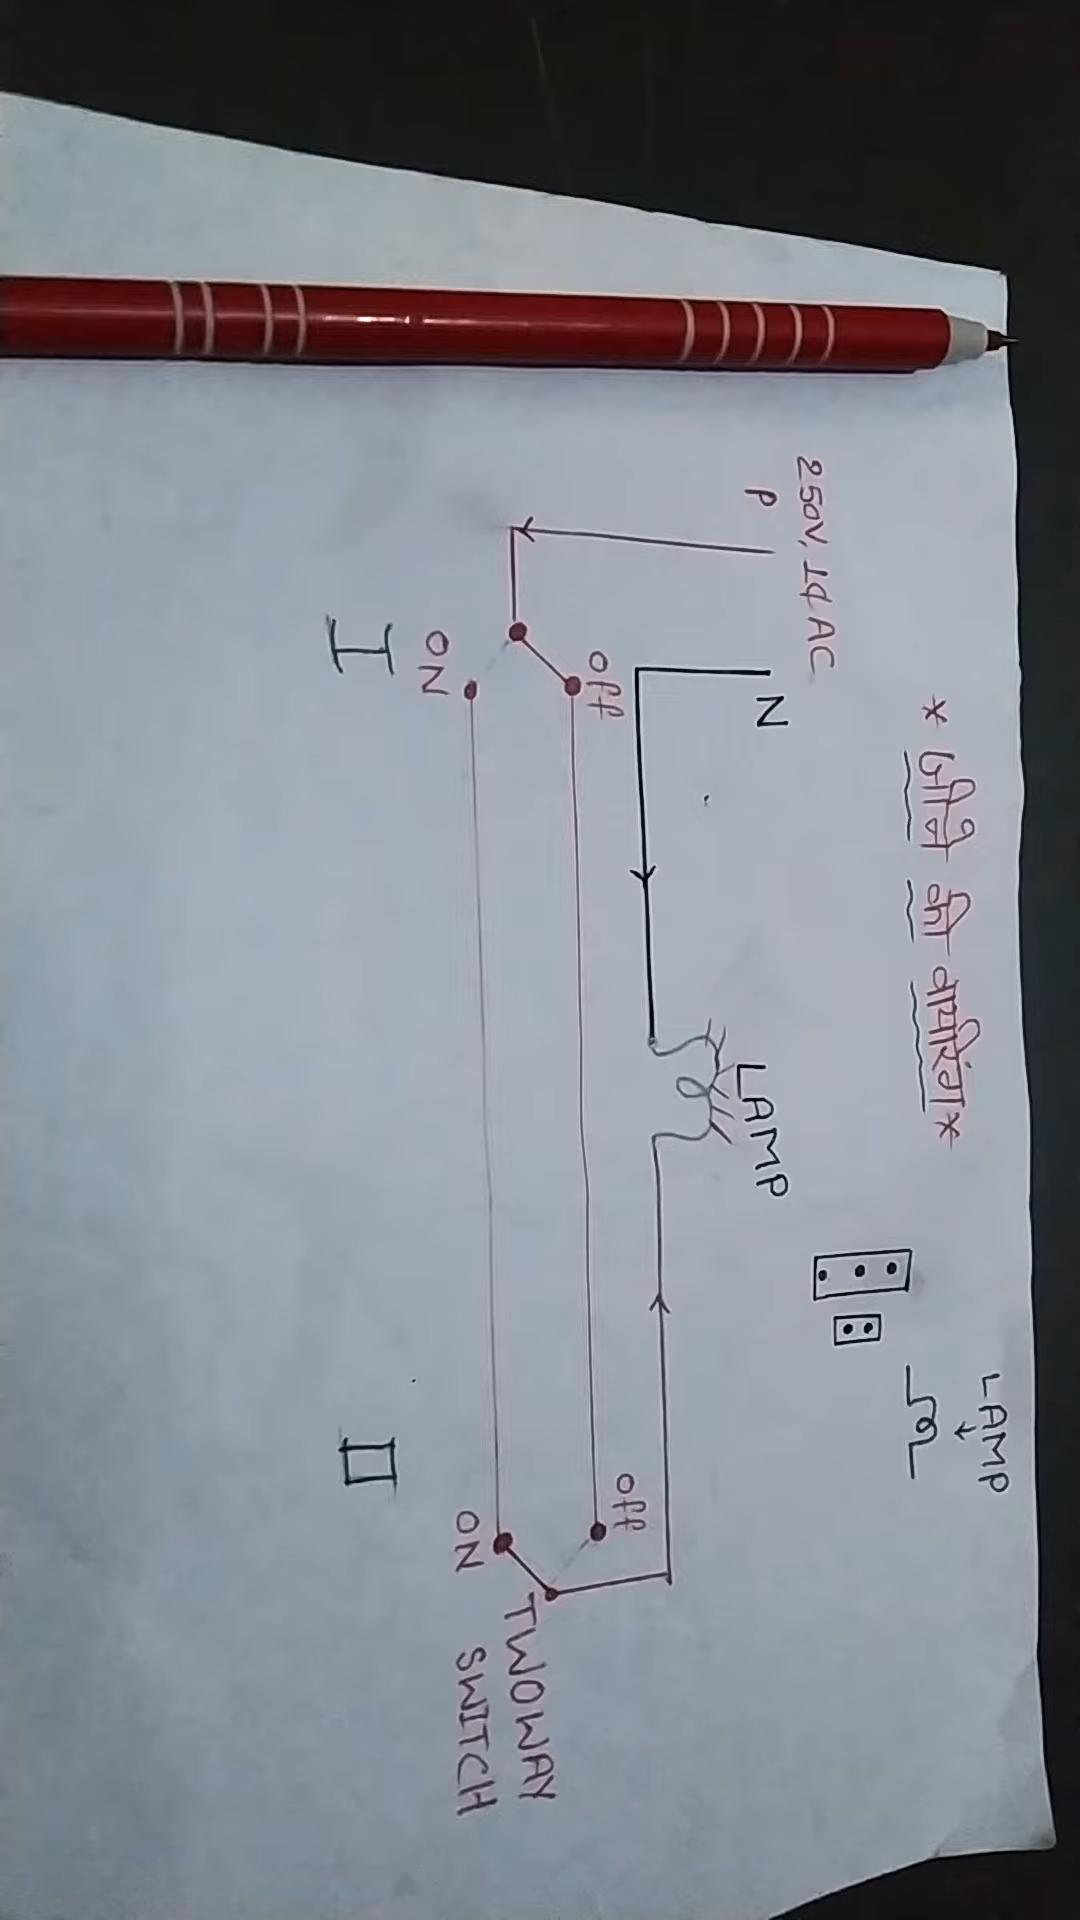 * जीने की वायरिंग *
LAMP
250V, 1φ AC
P
N
LAMP
off
ON
I
off
ON
II
TWOWAY
SWITCH